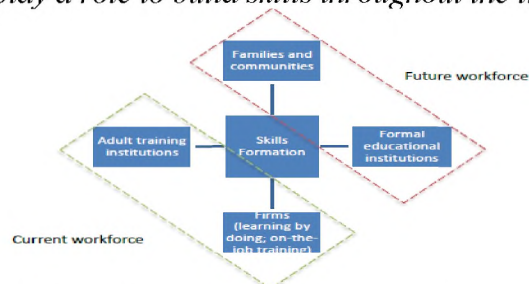 play a role to build skills throughout the
Families and
communities
Future workforce
Adult training
institutions
Skills
Formation
Formal
educational
institutions
Firms
(learning by
doing; on-the-
job training)
Current workforce